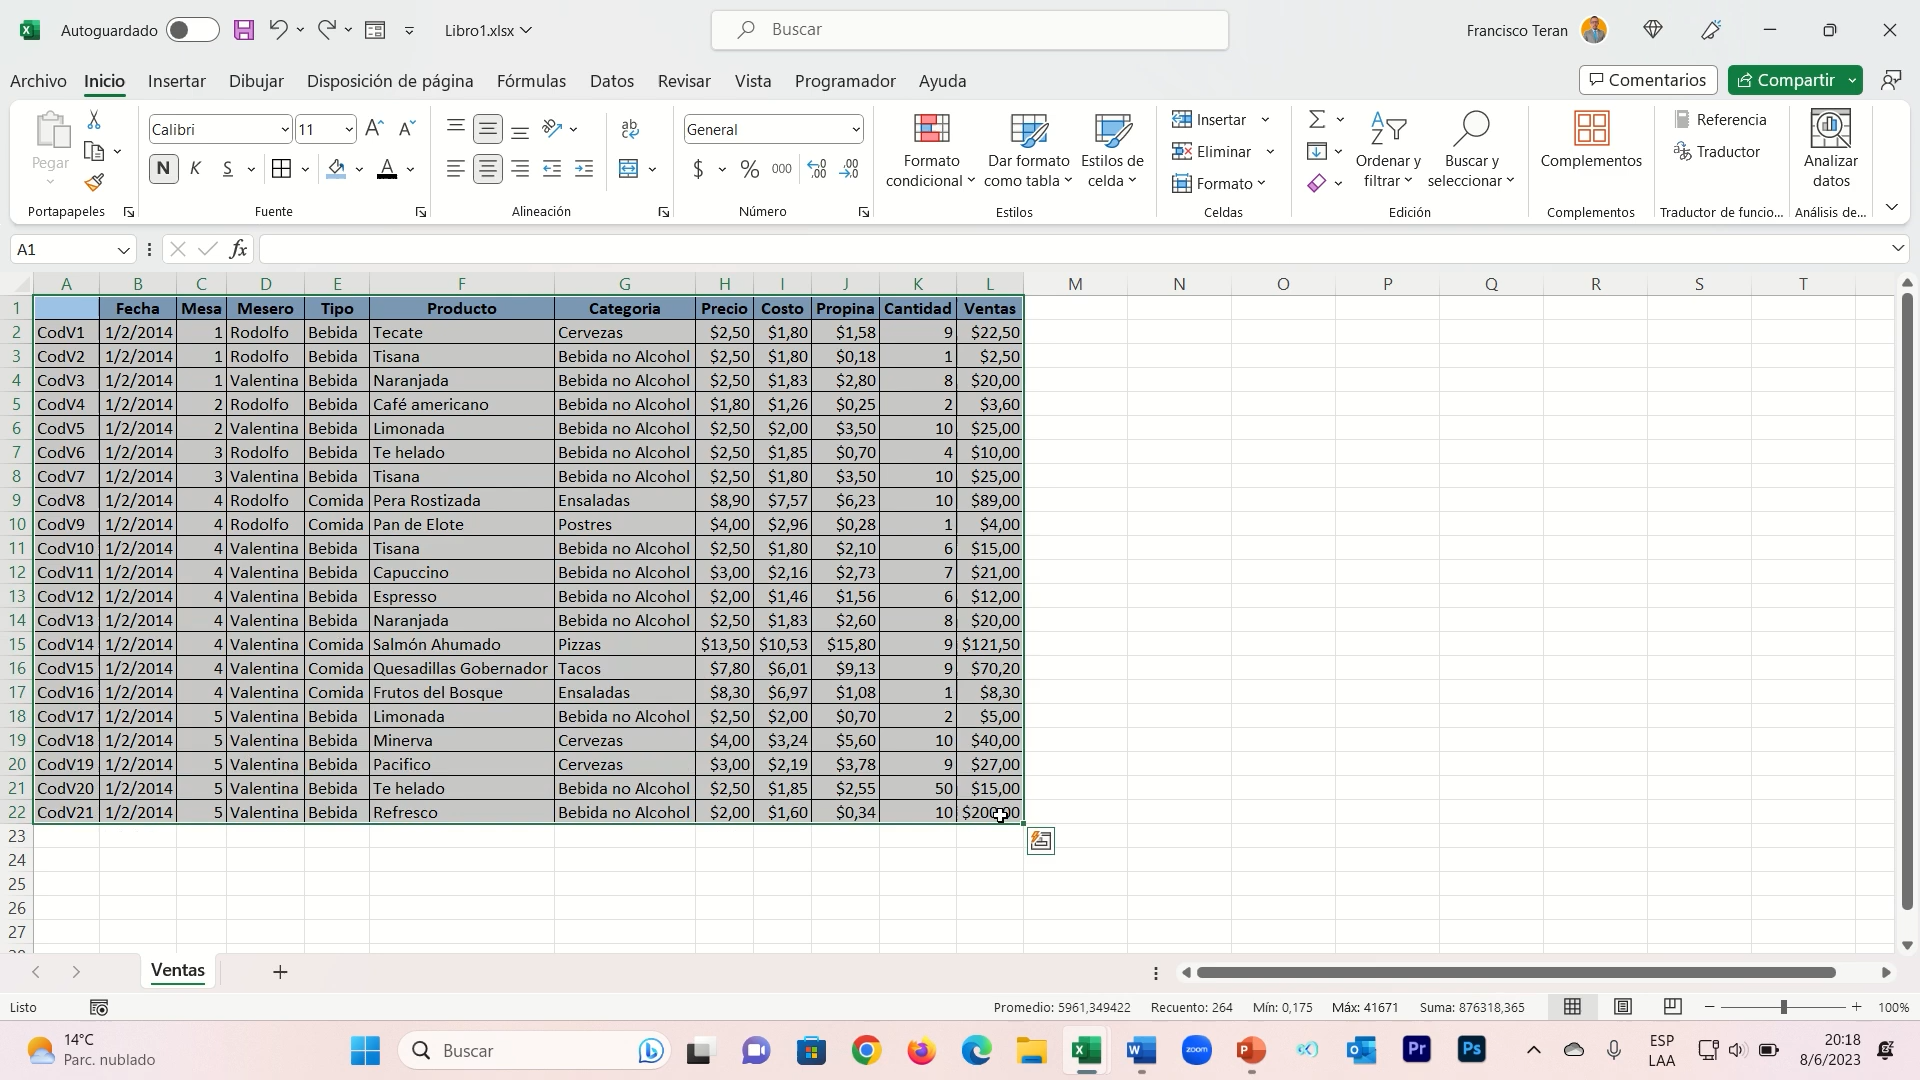 Autoguardado Libro1.xlsx Buscar Francisco Teran
Archivo Inicio Insertar Dibujar Disposición de página Fórmulas Datos Revisar Vista Programador Ayuda Comentarios Compartir
Pegar Calibri 11 General Formato condicional Dar formato como tabla Estilos de celda Insertar Eliminar Formato Ordenar y filtrar Buscar y seleccionar Complementos Referencia Traductor Analizar datos
N K S $ % 000
Portapapeles Fuente Alineación Número Estilos Celdas Edición Complementos Traductor de funcio... Análisis de...
A1 fx
A B C D E F G H I J K L M N O P Q R S T
1 Fecha Mesa Mesero Tipo Producto Categoria Precio Costo Propina Cantidad Ventas
2 CodV1 1/2/2014 1 Rodolfo Bebida Tecate Cervezas $2,50 $1,80 $1,58 9 $22,50
3 CodV2 1/2/2014 1 Rodolfo Bebida Tisana Bebida no Alcohol $2,50 $1,80 $0,18 1 $2,50
4 CodV3 1/2/2014 1 Valentina Bebida Naranjada Bebida no Alcohol $2,50 $1,83 $2,80 8 $20,00
5 CodV4 1/2/2014 2 Rodolfo Bebida Café americano Bebida no Alcohol $1,80 $1,26 $0,25 2 $3,60
6 CodV5 1/2/2014 2 Valentina Bebida Limonada Bebida no Alcohol $2,50 $2,00 $3,50 10 $25,00
7 CodV6 1/2/2014 3 Rodolfo Bebida Te helado Bebida no Alcohol $2,50 $1,85 $0,70 4 $10,00
8 CodV7 1/2/2014 3 Valentina Bebida Tisana Bebida no Alcohol $2,50 $1,80 $3,50 10 $25,00
9 CodV8 1/2/2014 4 Rodolfo Comida Pera Rostizada Ensaladas $8,90 $7,57 $6,23 10 $89,00
10 CodV9 1/2/2014 4 Rodolfo Comida Pan de Elote Postres $4,00 $2,96 $0,28 1 $4,00
11 CodV10 1/2/2014 4 Valentina Bebida Tisana Bebida no Alcohol $2,50 $1,80 $2,10 6 $15,00
12 CodV11 1/2/2014 4 Valentina Bebida Capuccino Bebida no Alcohol $3,00 $2,16 $2,73 7 $21,00
13 CodV12 1/2/2014 4 Valentina Bebida Espresso Bebida no Alcohol $2,00 $1,46 $1,56 6 $12,00
14 CodV13 1/2/2014 4 Valentina Bebida Naranjada Bebida no Alcohol $2,50 $1,83 $2,60 8 $20,00
15 CodV14 1/2/2014 4 Valentina Comida Salmón Ahumado Pizzas $13,50 $10,53 $15,80 9 $121,50
16 CodV15 1/2/2014 4 Valentina Comida Quesadillas Gobernador Tacos $7,80 $6,01 $9,13 9 $70,20
17 CodV16 1/2/2014 4 Valentina Comida Frutos del Bosque Ensaladas $8,30 $6,97 $1,08 1 $8,30
18 CodV17 1/2/2014 5 Valentina Bebida Limonada Bebida no Alcohol $2,50 $2,00 $0,70 2 $5,00
19 CodV18 1/2/2014 5 Valentina Bebida Minerva Cervezas $4,00 $3,24 $5,60 10 $40,00
20 CodV19 1/2/2014 5 Valentina Bebida Pacifico Cervezas $3,00 $2,19 $3,78 9 $27,00
21 CodV20 1/2/2014 5 Valentina Bebida Te helado Bebida no Alcohol $2,50 $1,85 $2,55 50 $15,00
22 CodV21 1/2/2014 5 Valentina Bebida Refresco Bebida no Alcohol $2,00 $1,60 $0,34 10
23
24
25
26
27
Ventas
Listo Promedio: 5961,349422 Recuento: 264 Mín: 0,175 Máx: 41671 Suma: 876318,365 100%
14°C
Parc. nublado
Buscar zoom Pr Ps
ESP
LAA
20:18
8/6/2023